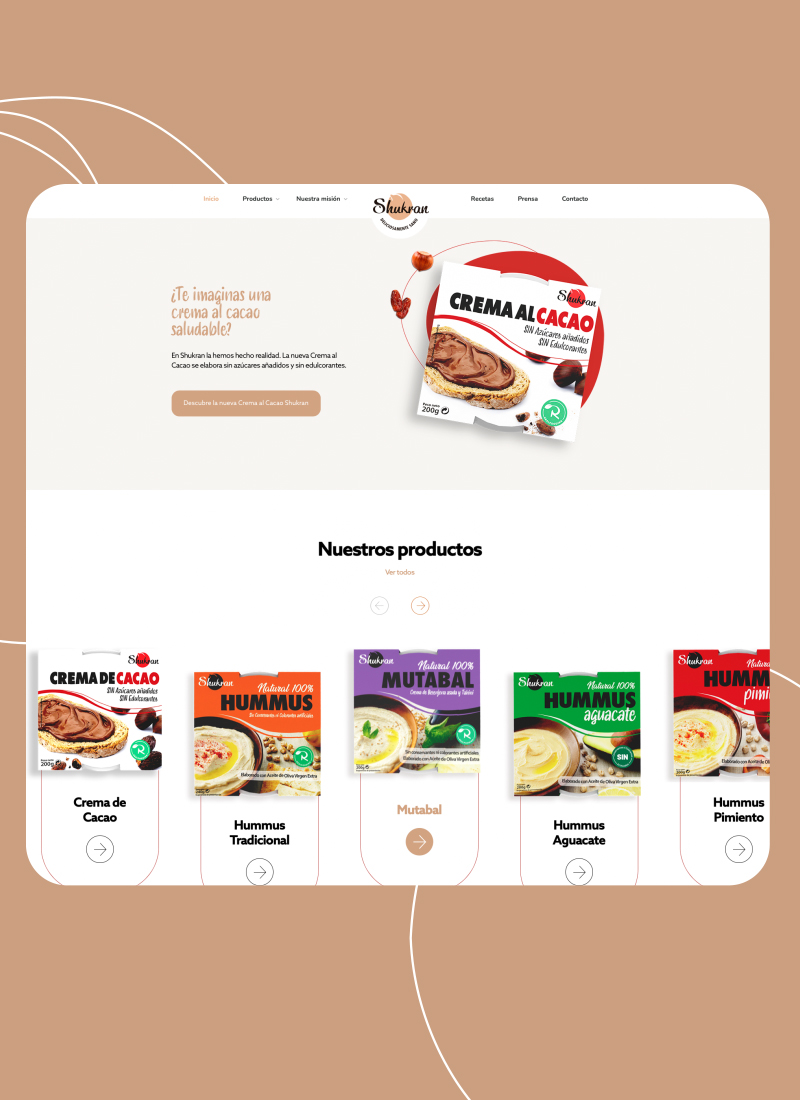 Inicio
Productos
Nuestra misión
Shukran
DELICIOSAMENTE SANO
Recetas
Prensa
Contacto
¿Te imaginas una
crema al cacao
saludable?
En Shukran la hemos hecho realidad. La nueva Crema al
Cacao se elabora sin azúcares añadidos y sin edulcorantes.
Descubre la nueva Crema al Cacao Shukran
Shukran
CREMA AL CACAO
SIN Azúcares añadidos
SIN Edulcorantes
200g
Nuestros productos
Ver todos
Shukran
CREMA DE CACAO
SIN Azúcares añadidos
SIN Edulcorantes
200g
Crema de
Cacao
Shukran
Natural 100%
HUMMUS
Sin Conservantes ni Colorantes artificiales
Elaborado con Aceite de Oliva Virgen Extra
Hummus
Tradicional
Shukran
Natural 100%
MUTABAL
Crema de Berenjena asada y Tahini
Sin conservantes ni colorantes artificiales
Elaborado con Aceite de Oliva Virgen Extra
Mutabal
Shukran
Natural 100%
HUMMUS
aguacate
SIN
Elaborado con Aceite de Oliva Virgen Extra
Hummus
Aguacate
Shukran
Natura
HUMM
pimi
Elaborado con Aceite de Oliva Virgen
Hummus
Pimiento